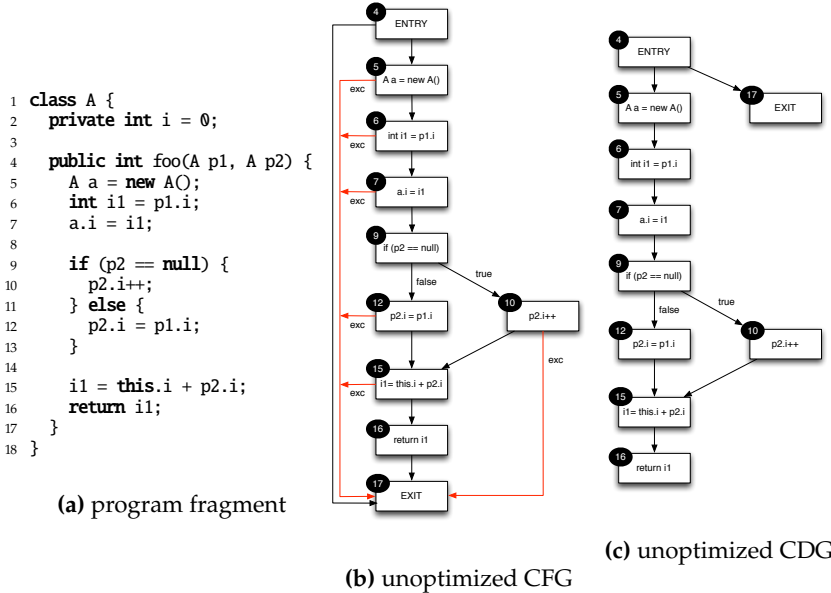 1 class A {
2 private int i = 0;
3
4 public int foo(A p1, A p2) {
5 A a = new A();
6 int i1 = p1.i;
7 a.i = i1;
8
9 if (p2 == null) {
10 p2.i++;
11 } else {
12 p2.i = p1.i;
13 }
14
15 i1 = this.i + p2.i;
16 return i1;
17 }
18 }
(a) program fragment
4
ENTRY
5
A a = new A()
exc
6
int i1 = p1.i
exc
7
a.i = i1
exc
9
if (p2 == null)
false
true
12
p2.i = p1.i
exc
10
p2.i++
exc
15
i1= this.i + p2.i
exc
16
return i1
17
EXIT
(b) unoptimized CFG
4
ENTRY
17
EXIT
5
A a = new A()
6
int i1 = p1.i
7
a.i = i1
9
if (p2 == null)
false
true
12
p2.i = p1.i
10
p2.i++
15
i1= this.i + p2.i
16
return i1
(c) unoptimized CDG